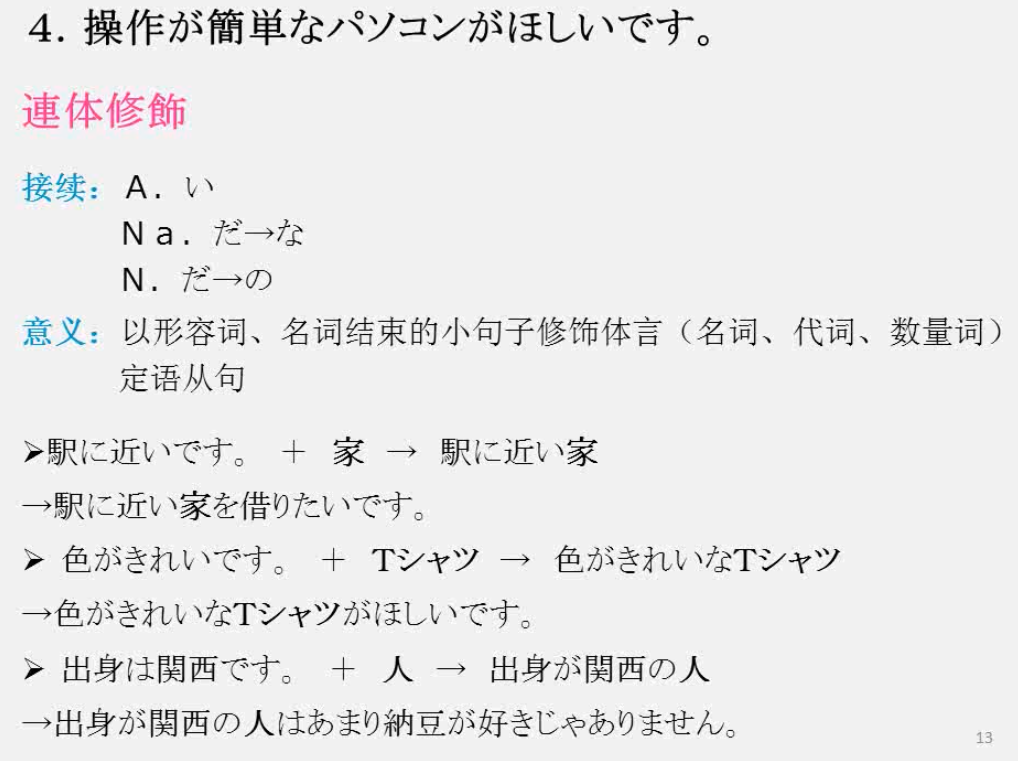 4. 操作が簡単なパソコンがほしいです。
連体修飾
接续: A. い
Na. だ→な
N. だ→の
意义: 以形容词、名词结束的小句子修饰体言（名词、代词、数量词）
定语从句
➢駅に近いです。 ＋ 家 → 駅に近い家
→駅に近い家を借りたいです。
➢ 色がきれいです。 ＋ Tシャツ → 色がきれいなTシャツ
→色がきれいなTシャツがほしいです。
➢ 出身は関西です。 ＋ 人 → 出身が関西の人
→出身が関西の人はあまり納豆が好きじゃありません。
13